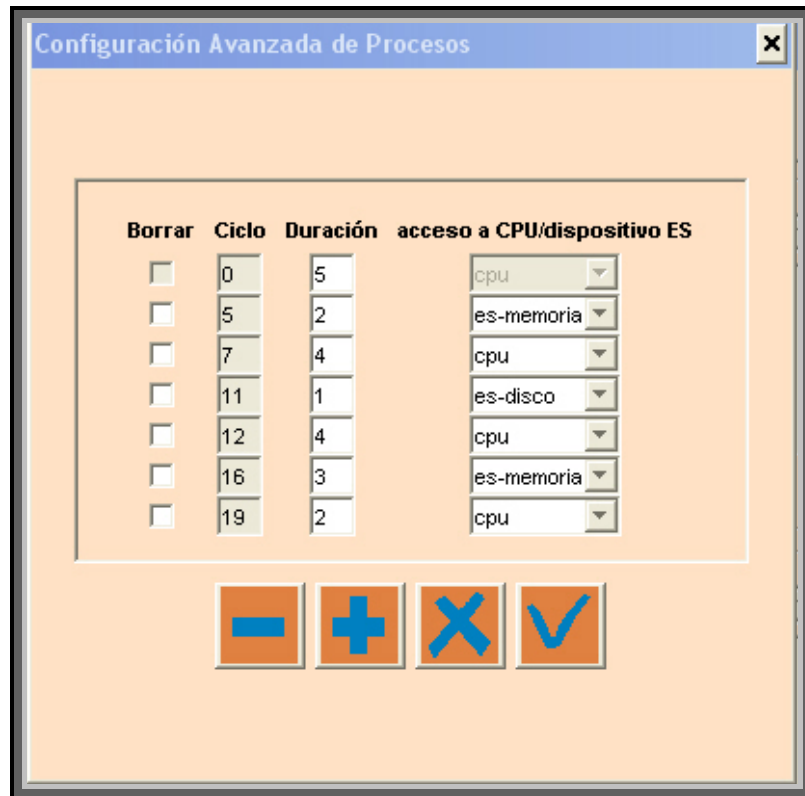 Configuración Avanzada de Procesos
Borrar Ciclo Duración acceso a CPU/dispositivo ES
0 5 cpu
5 2 es-memoria
7 4 cpu
11 1 es-disco
12 4 cpu
16 3 es-memoria
19 2 cpu